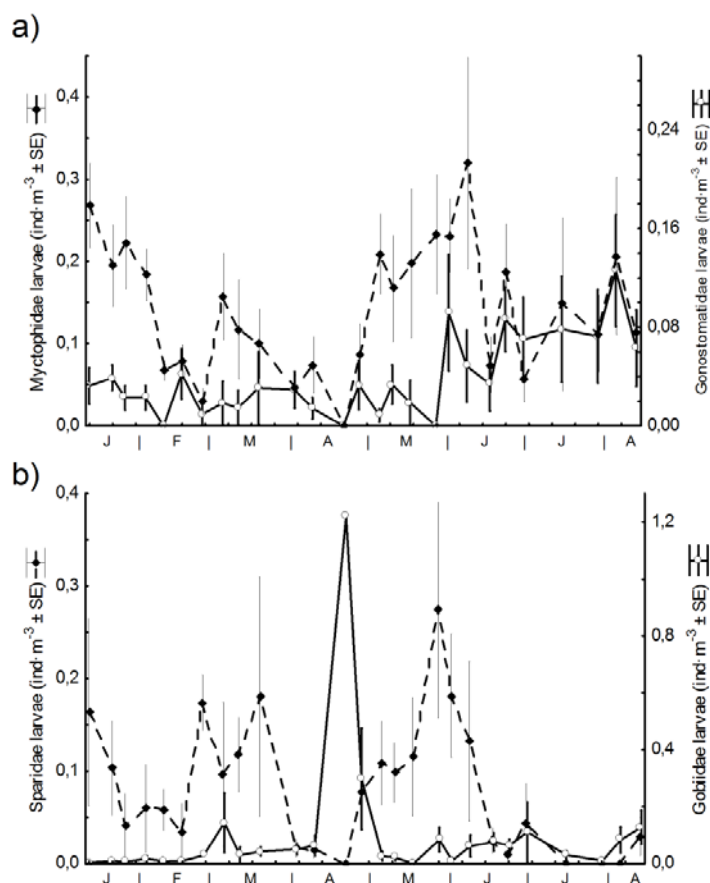 a)
Myctophidae larvae (ind·m⁻³ ± SE)
0,4
0,3
0,2
0,1
0,0
Gonostomatidae larvae (ind·m⁻³ ± SE)
0,24
0,16
0,08
0,00
J | F | M | A | M | J | J | A
b)
Sparidae larvae (ind·m⁻³ ± SE)
0,4
0,3
0,2
0,1
0,0
Gobiidae larvae (ind·m⁻³ ± SE)
1,2
0,8
0,4
0,0
J | F | M | A | M | J | J | A